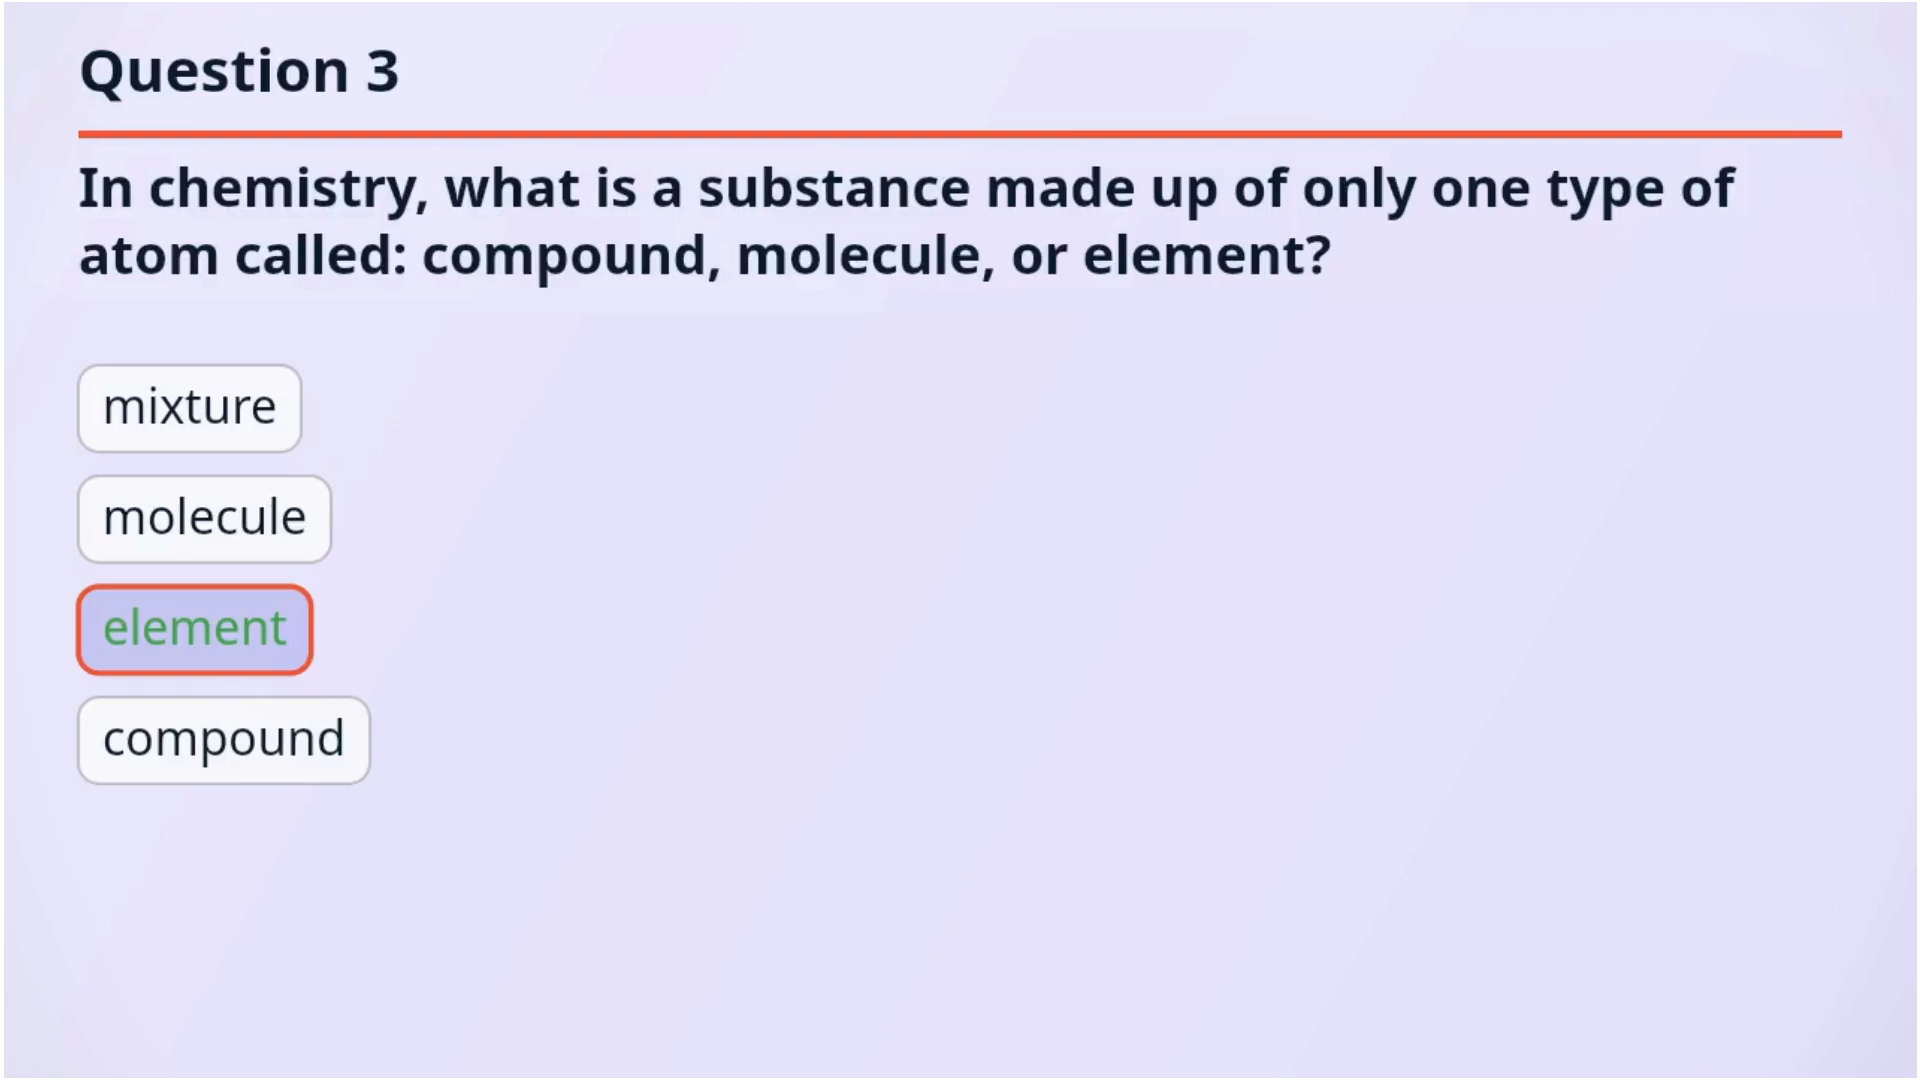 Question 3
In chemistry, what is a substance made up of only one type of
atom called: compound, molecule, or element?
mixture
molecule
element
compound